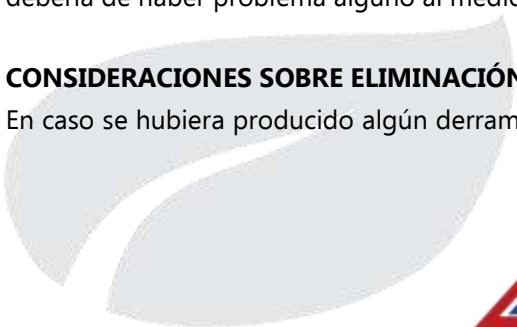 debería de haber problema alguno al medio
CONSIDERACIONES SOBRE ELIMINACIÓN
En caso se hubiera producido algún derram